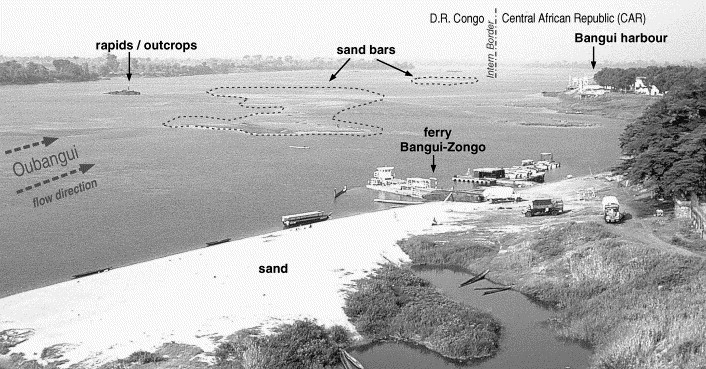 D.R. Congo
Central African Republic (CAR)
Intern Border
rapids / outcrops
sand bars
Bangui harbour
ferry
Bangui-Zongo
Oubangui
flow direction
sand